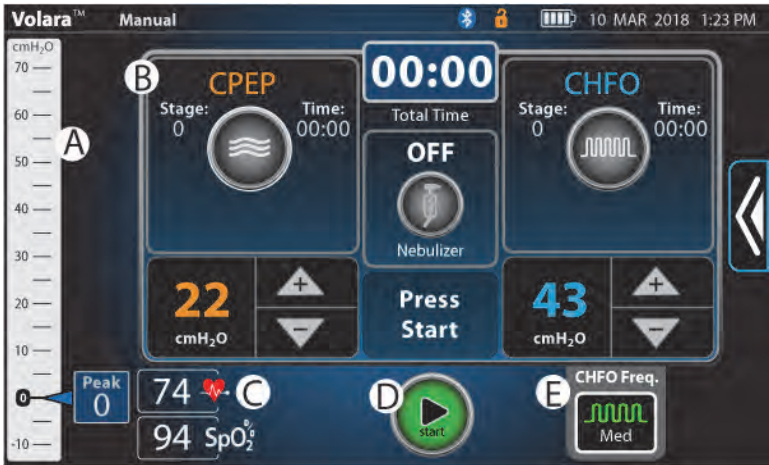 Volara™ Manual 10 MAR 2018 1:23 PM
cmH₂O
70
60
50
40
30
20
10
0
-10
A
B
CPEP
Stage: Time:
0 00:00
00:00
Total Time
OFF
Nebulizer
CHFO
Stage: Time:
0 00:00
22
cmH₂O
+
−
Press
Start
43
cmH₂O
+
−
Peak
0
74
C
94 SpO₂%
D
start
E
CHFO Freq.
Med